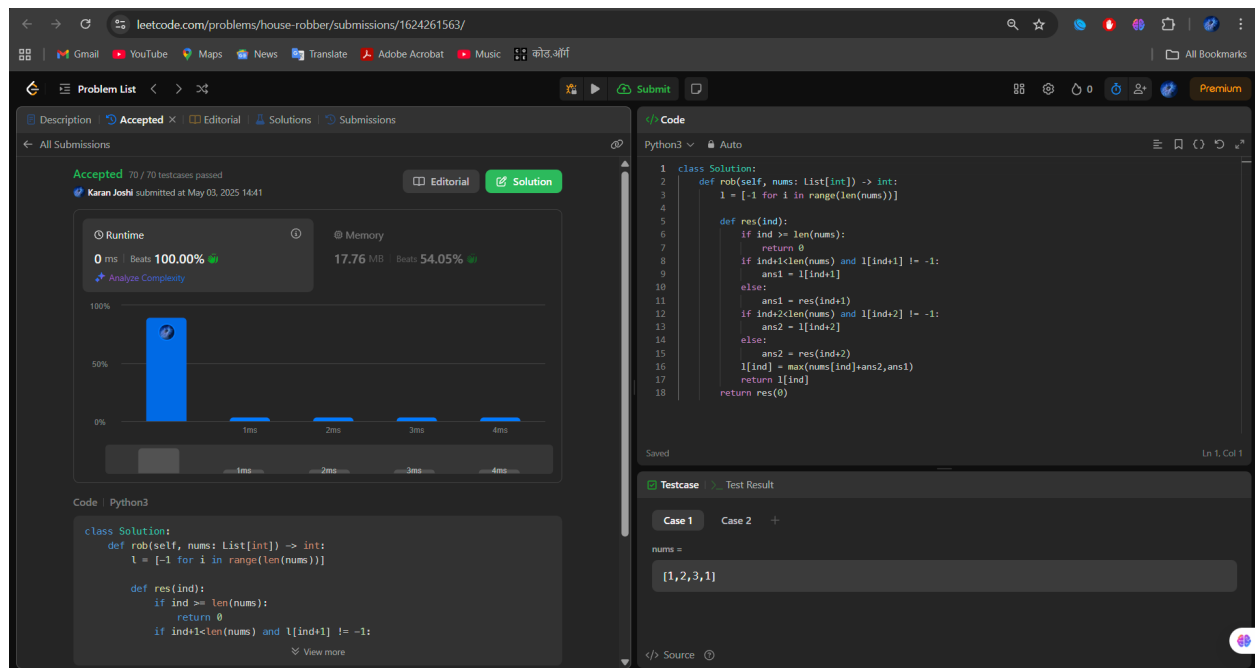 leetcode.com/problems/house-robber/submissions/1624261563/
Gmail YouTube Maps News Translate Adobe Acrobat Music कोड.ऑर्ग All Bookmarks
Problem List Submit 0 Premium
Description Accepted Editorial Solutions Submissions
All Submissions
Accepted 70 / 70 testcases passed
Karan Joshi submitted at May 03, 2025 14:41
Editorial Solution
Runtime
0 ms Beats 100.00%
Analyze Complexity
Memory
17.76 MB Beats 54.05%
100%
50%
0%
1ms 2ms 3ms 4ms
1ms 2ms 3ms 4ms
Code Python3
class Solution:
    def rob(self, nums: List[int]) -> int:
        l = [-1 for i in range(len(nums))]

        def res(ind):
            if ind >= len(nums):
                return 0
            if ind+1<len(nums) and l[ind+1] != -1:
View more
</> Code
Python3 Auto
1 class Solution:
2     def rob(self, nums: List[int]) -> int:
3         l = [-1 for i in range(len(nums))]
4
5         def res(ind):
6             if ind >= len(nums):
7                 return 0
8             if ind+1<len(nums) and l[ind+1] != -1:
9                 ans1 = l[ind+1]
10             else:
11                 ans1 = res(ind+1)
12             if ind+2<len(nums) and l[ind+2] != -1:
13                 ans2 = l[ind+2]
14             else:
15                 ans2 = res(ind+2)
16             l[ind] = max(nums[ind]+ans2,ans1)
17             return l[ind]
18         return res(0)
Saved Ln 1, Col 1
Testcase >_ Test Result
Case 1 Case 2 +
nums =
[1,2,3,1]
</> Source